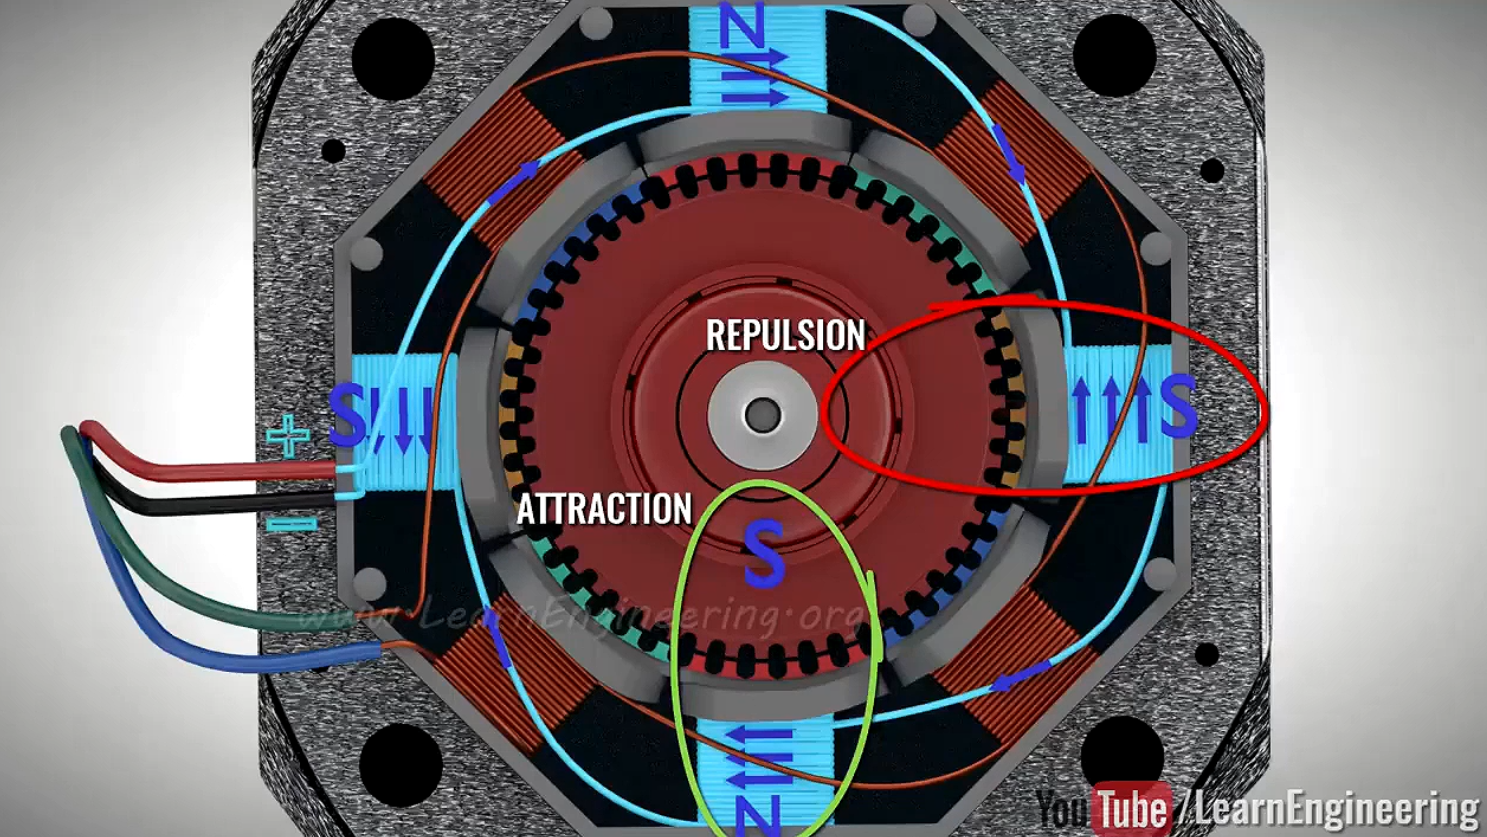 N
REPULSION
S
S
+
ATTRACTION
−
S
www.LearnEngineering.org
N
YouTube/LearnEngineering